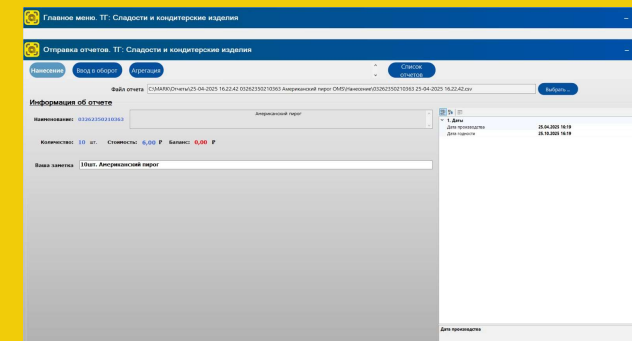 Главное меню. ТГ: Сладости и кондитерские изделия
Отправка отчетов. ТГ: Сладости и кондитерские изделия
Нанесение Ввод в оборот Агрегация Список отчетов
Файл отчета C:\MARK\Отчеты\25-04-2025 16.22.42 03262350210363 Американский пирог OMS\Нанесение\03262350210363 25-04-2025 16.22.42.csv Выбрать ...
Информация об отчете
Наименование: 03262350210363 Американский пирог
1. Даты
Дата производства 25.04.2025 16:19
Дата годности 25.10.2025 16:19
Количество: 10 шт. Стоимость: 6,00 ₽ Баланс: 0,00 ₽
Ваша заметка 10шт. Американский пирог
Дата производства